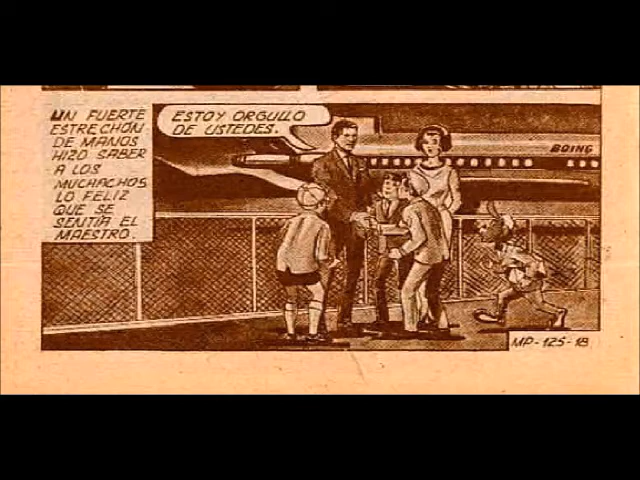 UN FUERTE
ESTRECHÓN
DE MANOS
HIZO SABER
A LOS
MUCHACHOS
LO FELIZ
QUE SE
SENTIA EL
MAESTRO.
ESTOY ORGULLO
DE USTEDES.
BOING
MP-125-18